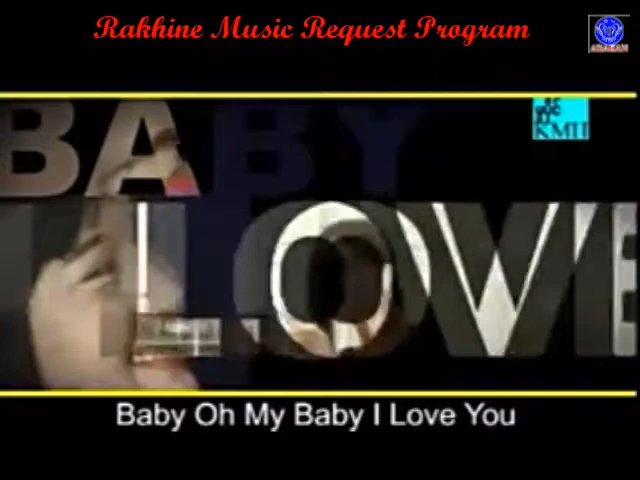 Rakhine Music Request Program
KMH
BABY
LOVE
Baby Oh My Baby I Love You